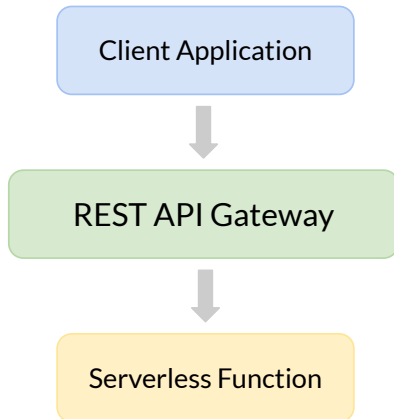 Client Application
REST API Gateway
Serverless Function